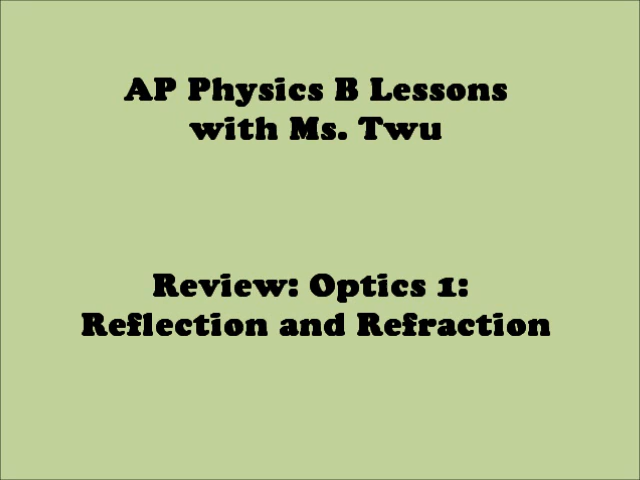 AP Physics B Lessons
with Ms. Twu
Review: Optics 1:
Reflection and Refraction